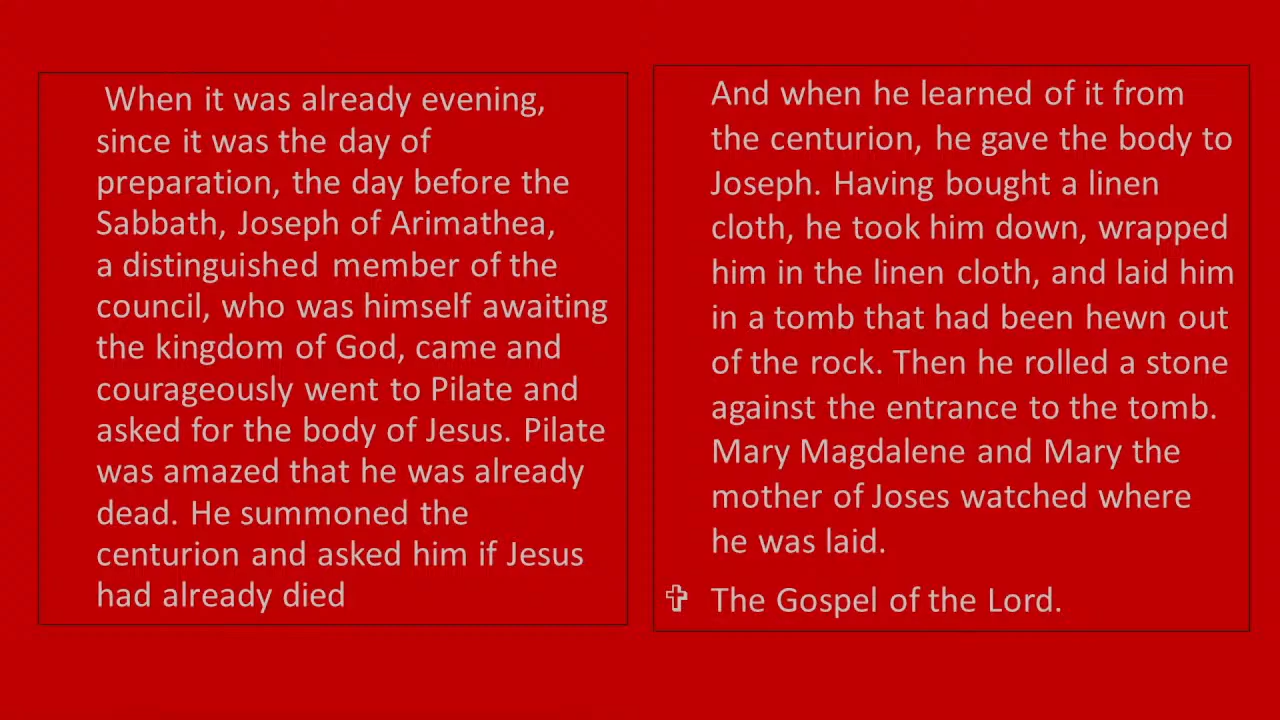 When it was already evening,
since it was the day of
preparation, the day before the
Sabbath, Joseph of Arimathea,
a distinguished member of the
council, who was himself awaiting
the kingdom of God, came and
courageously went to Pilate and
asked for the body of Jesus. Pilate
was amazed that he was already
dead. He summoned the
centurion and asked him if Jesus
had already died
And when he learned of it from
the centurion, he gave the body to
Joseph. Having bought a linen
cloth, he took him down, wrapped
him in the linen cloth, and laid him
in a tomb that had been hewn out
of the rock. Then he rolled a stone
against the entrance to the tomb.
Mary Magdalene and Mary the
mother of Joses watched where
he was laid.
✞ The Gospel of the Lord.